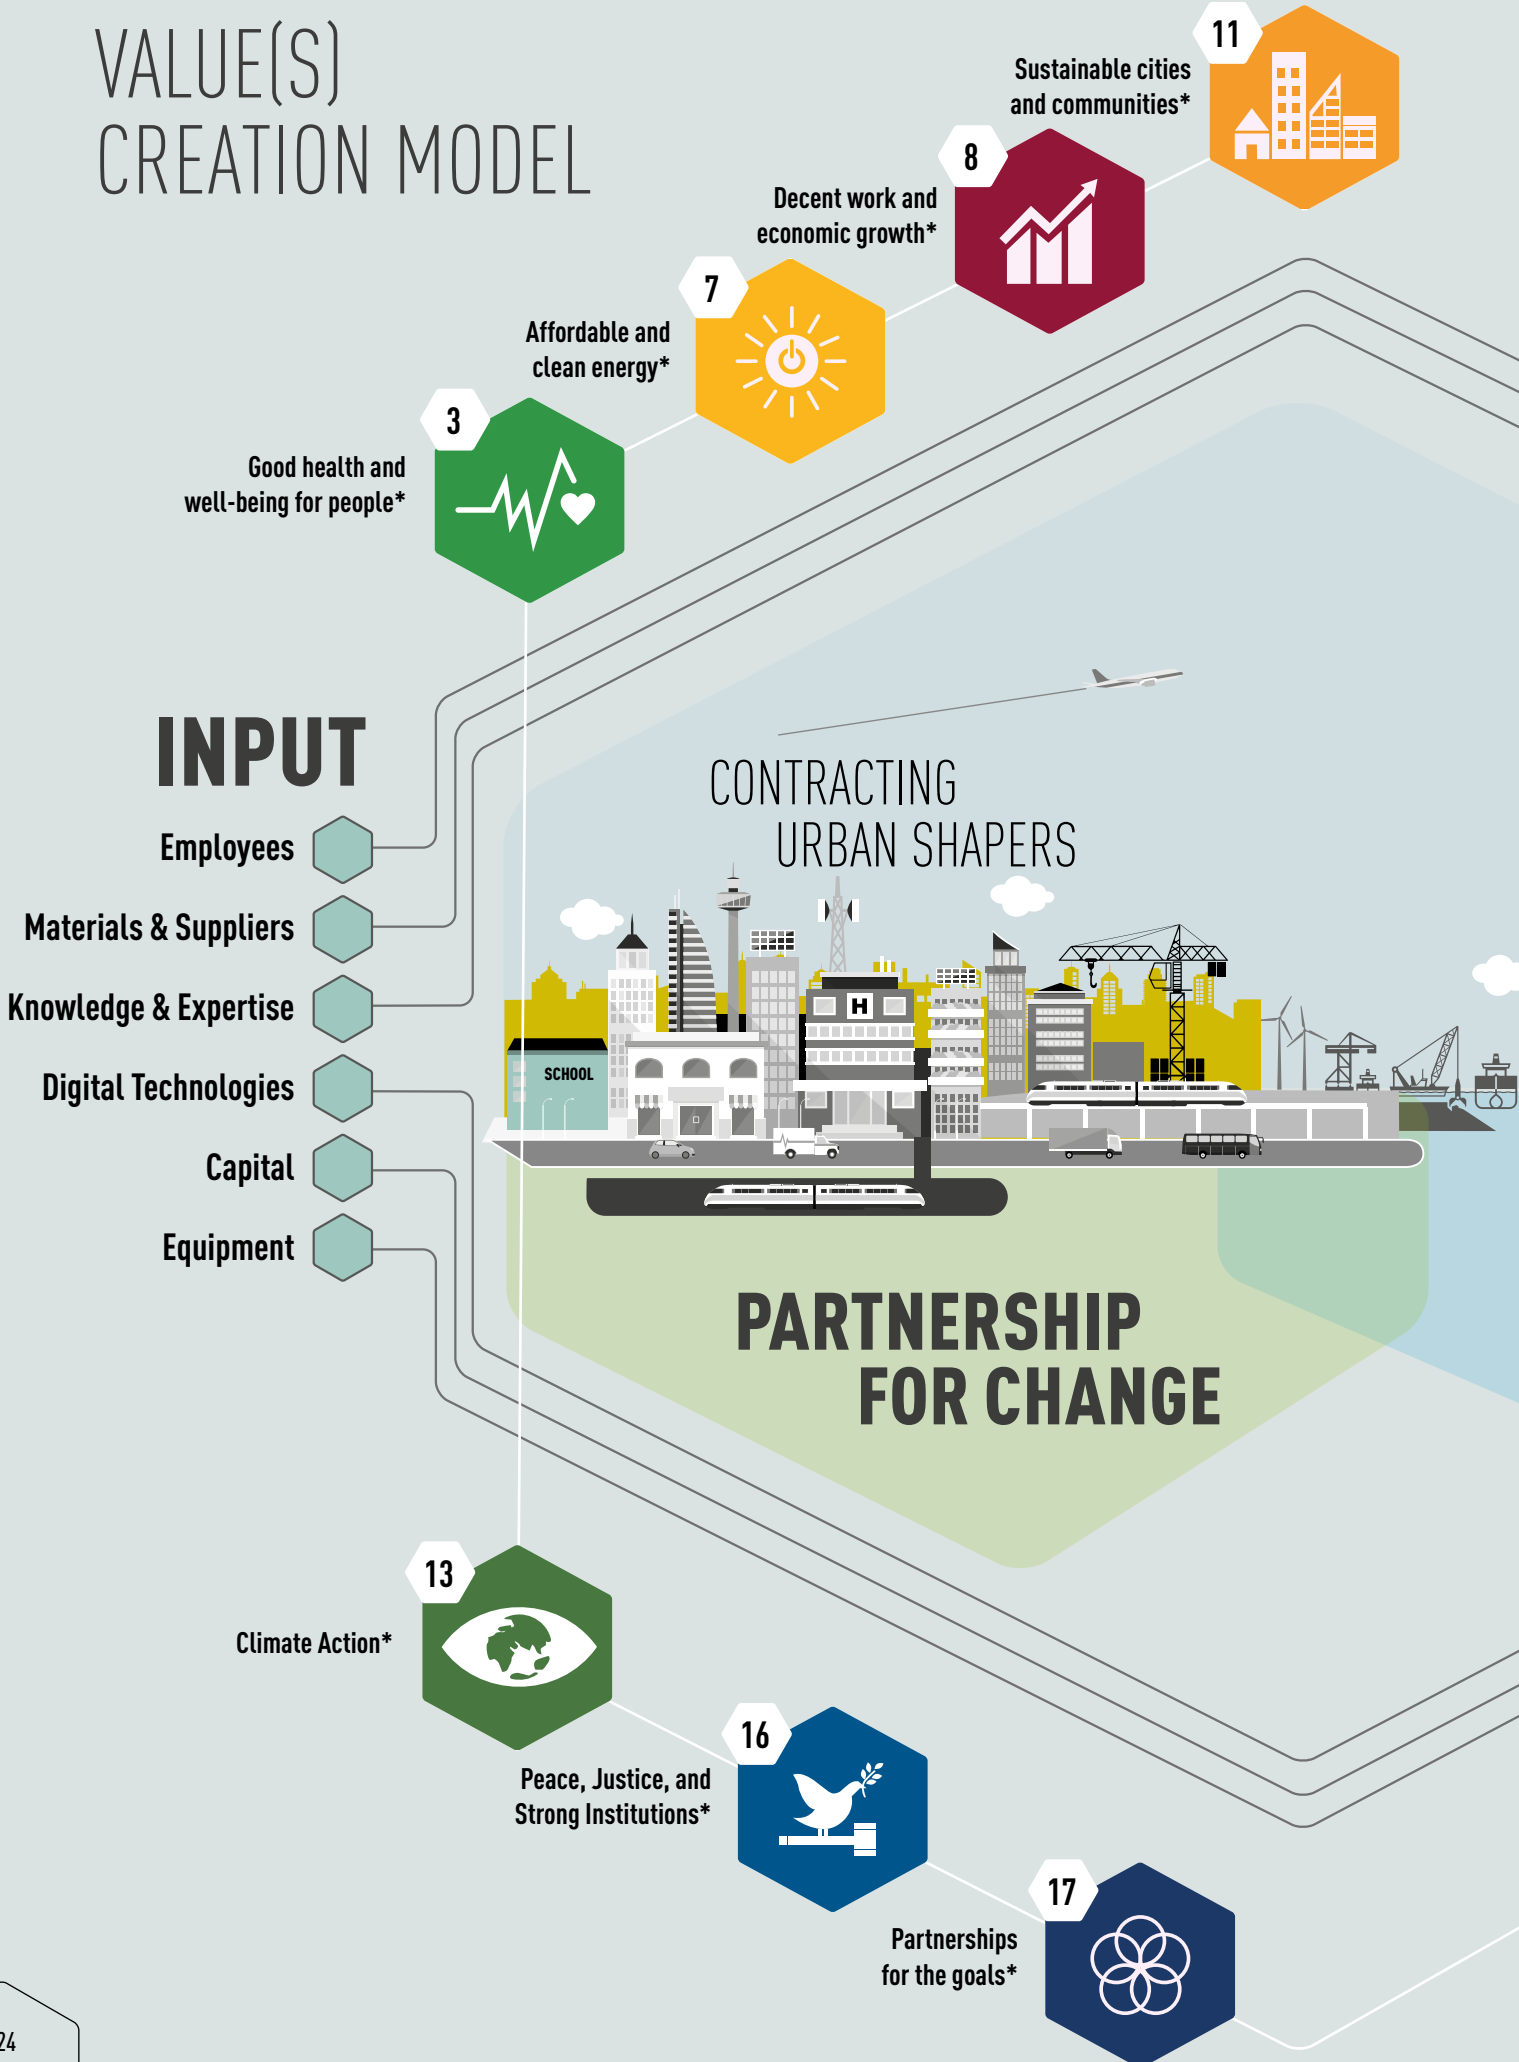 VALUE(S)
CREATION MODEL
11
Sustainable cities
and communities*
8
Decent work and
economic growth*
7
Affordable and
clean energy*
3
Good health and
well-being for people*
INPUT
Employees
Materials & Suppliers
Knowledge & Expertise
Digital Technologies
Capital
Equipment
CONTRACTING
URBAN SHAPERS
H
SCHOOL
PARTNERSHIP
FOR CHANGE
13
Climate Action*
16
Peace, Justice, and
Strong Institutions*
17
Partnerships
for the goals*
24